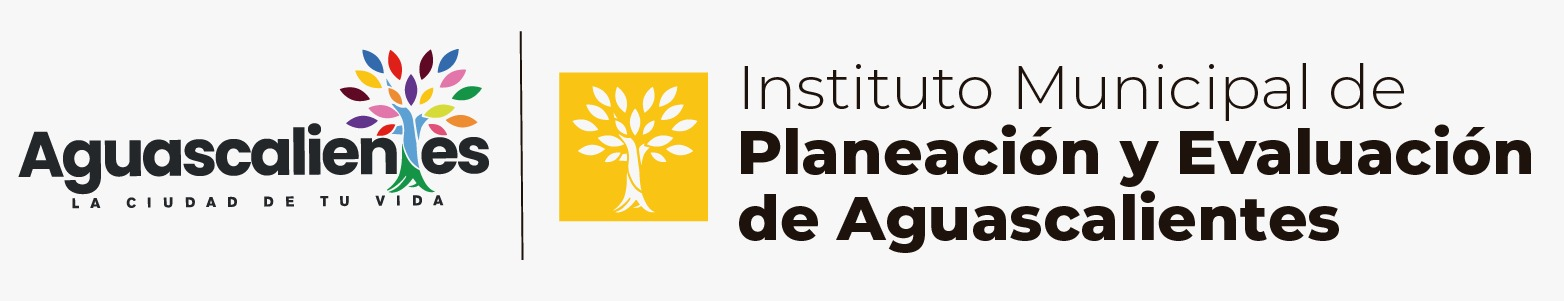 Aguascalientes
LA CIUDAD DE TU VIDA
Instituto Municipal de
Planeación y Evaluación
de Aguascalientes